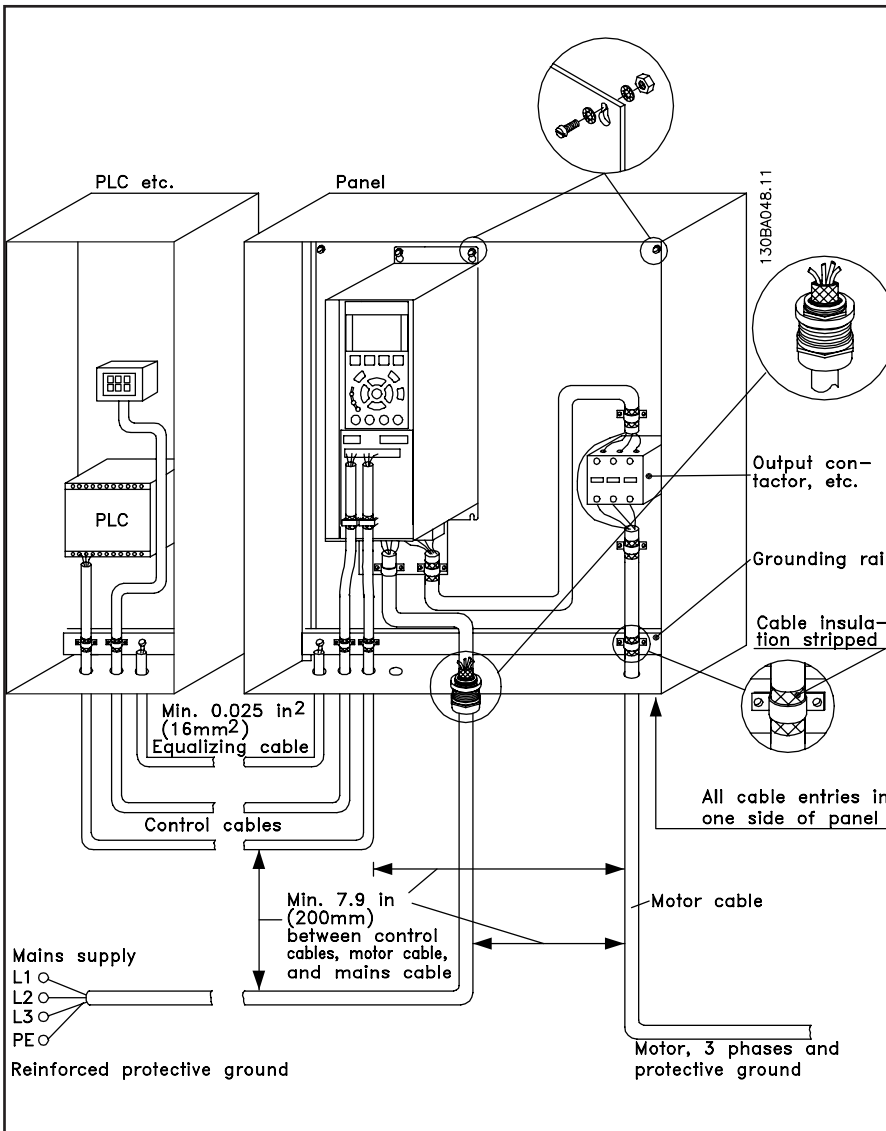 PLC etc.
Panel
130BA048.11
PLC
Output con-
tactor, etc.
Grounding rai
Cable insula-
tion stripped
Min. 0.025 in2
(16mm2)
Equalizing cable
All cable entries in
one side of panel
Control cables
Min. 7.9 in
(200mm)
between control
cables, motor cable,
and mains cable
Motor cable
Mains supply
L1
L2
L3
PE
Reinforced protective ground
Motor, 3 phases and
protective ground